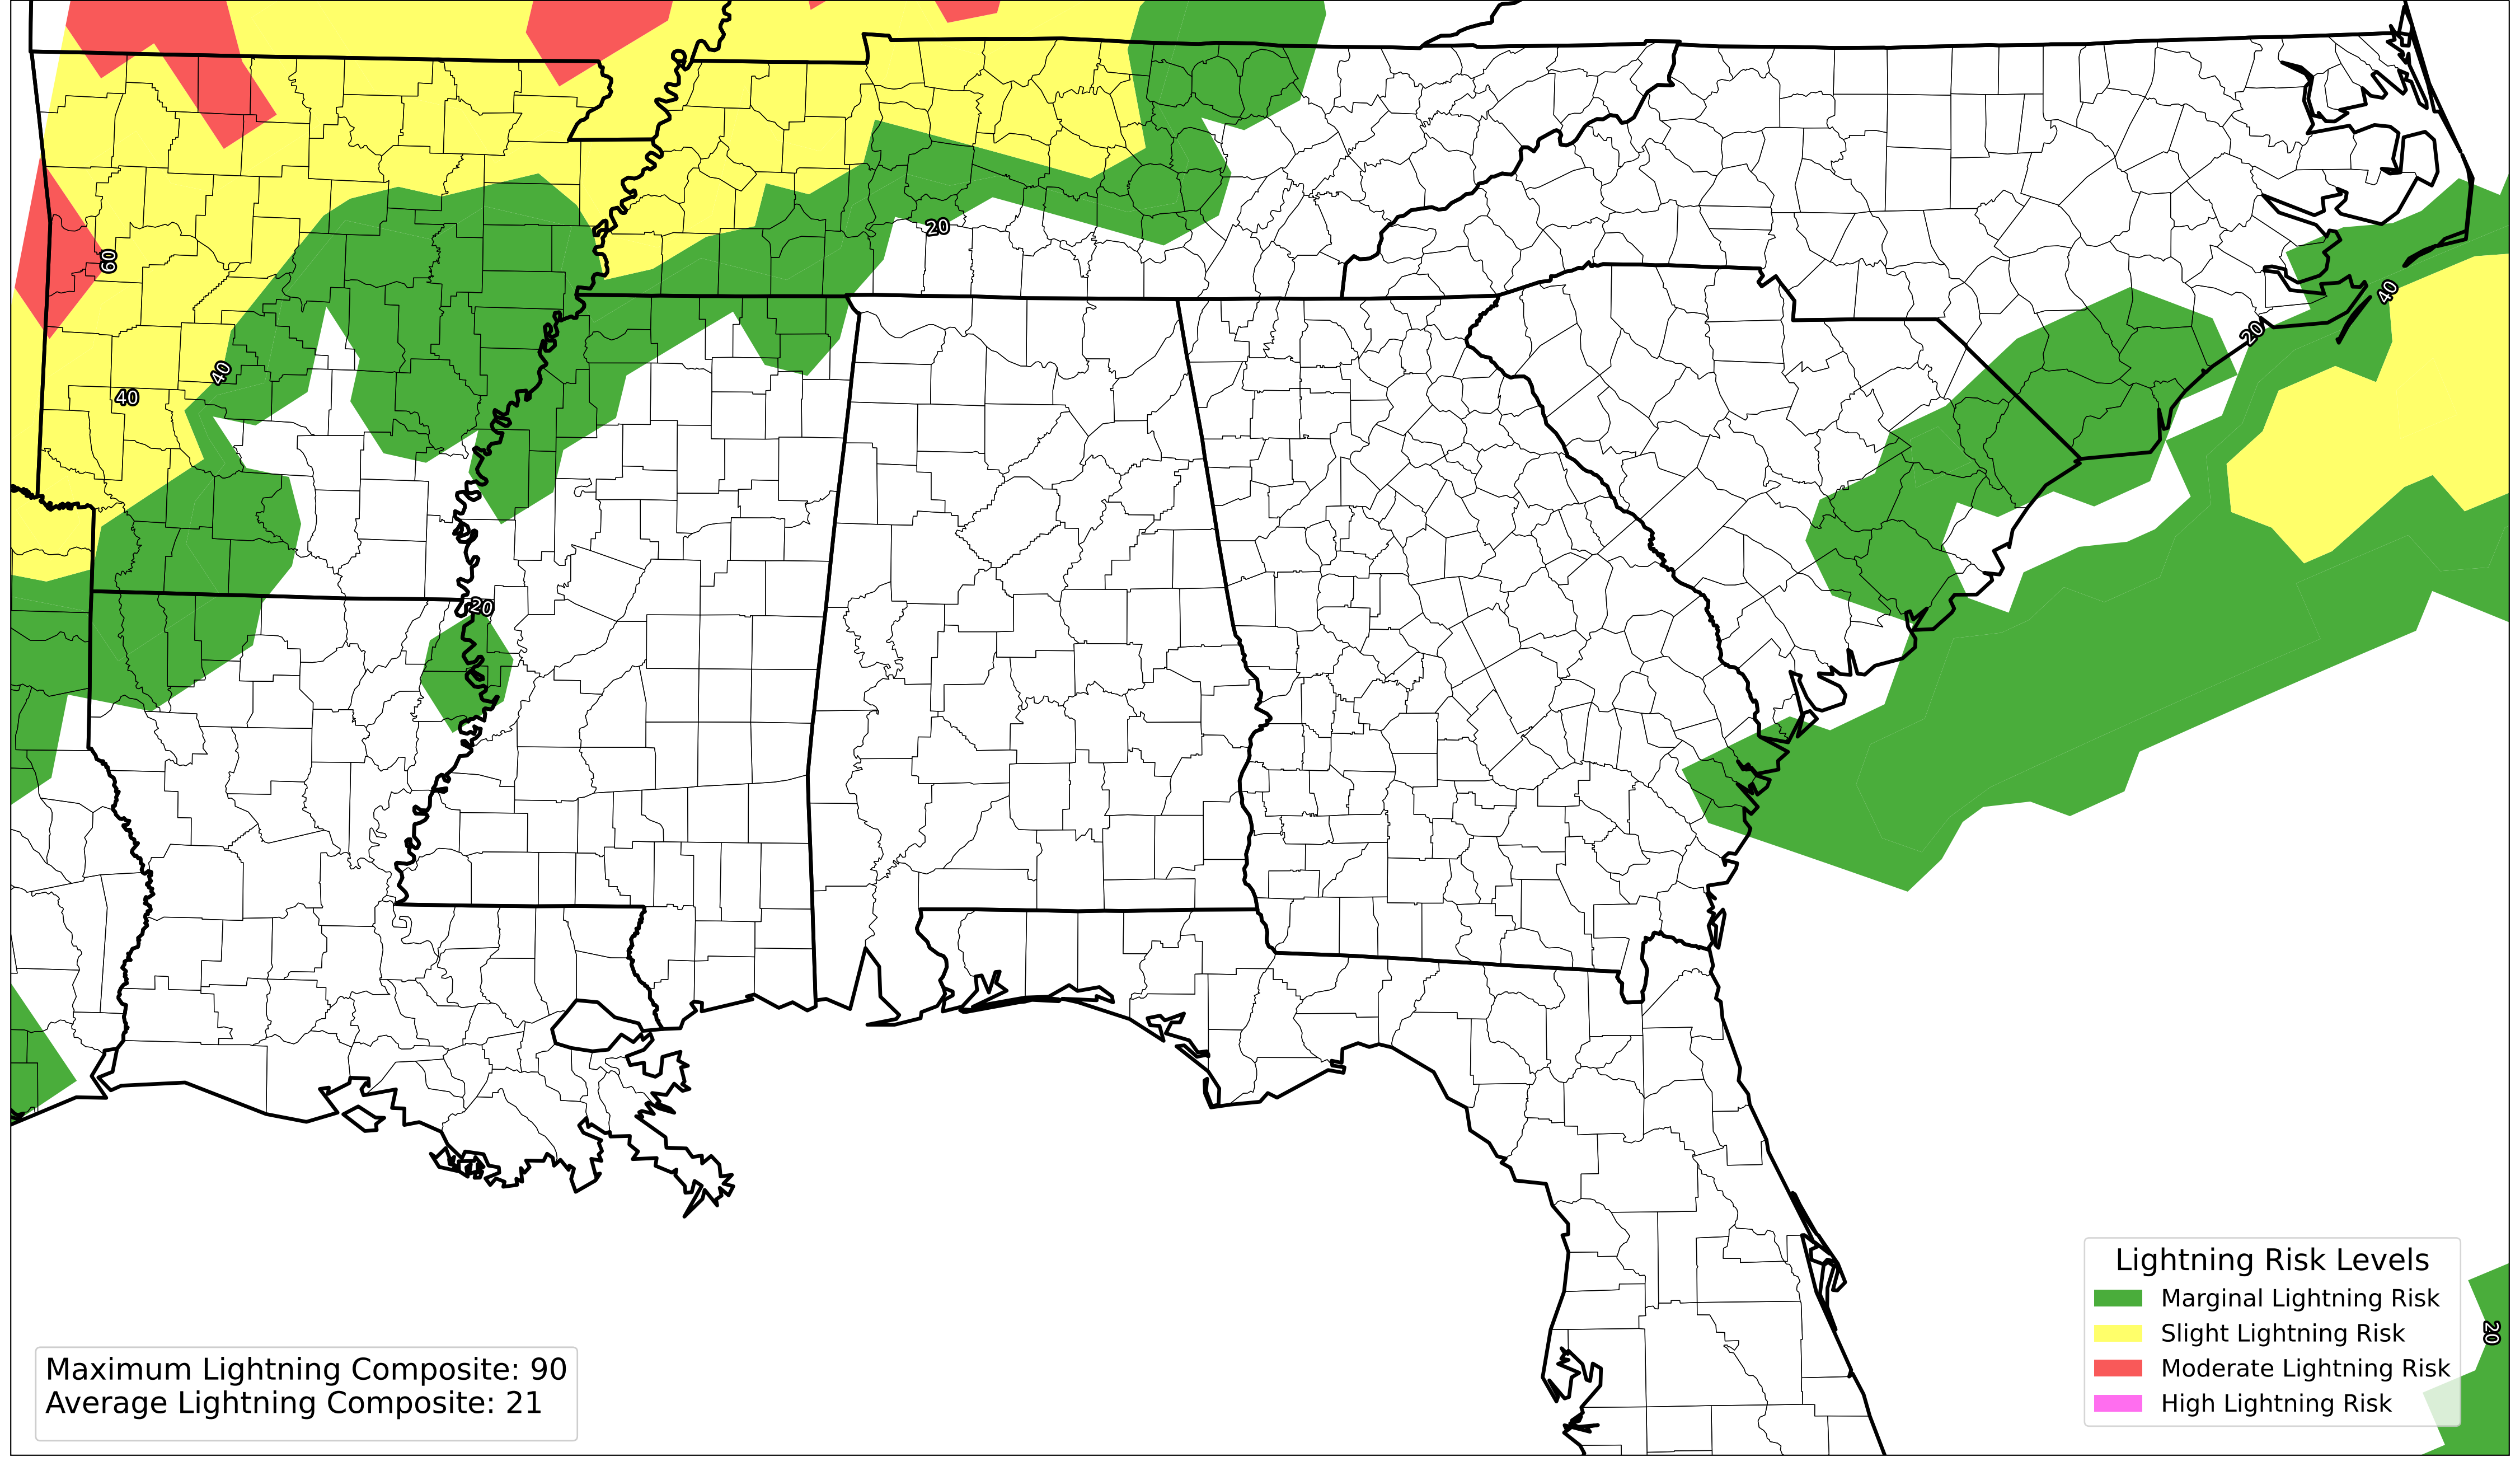 20
60
40
20
40
40
20
20
Lightning Risk Levels
Marginal Lightning Risk
Slight Lightning Risk
Moderate Lightning Risk
High Lightning Risk
Maximum Lightning Composite: 90
Average Lightning Composite: 21